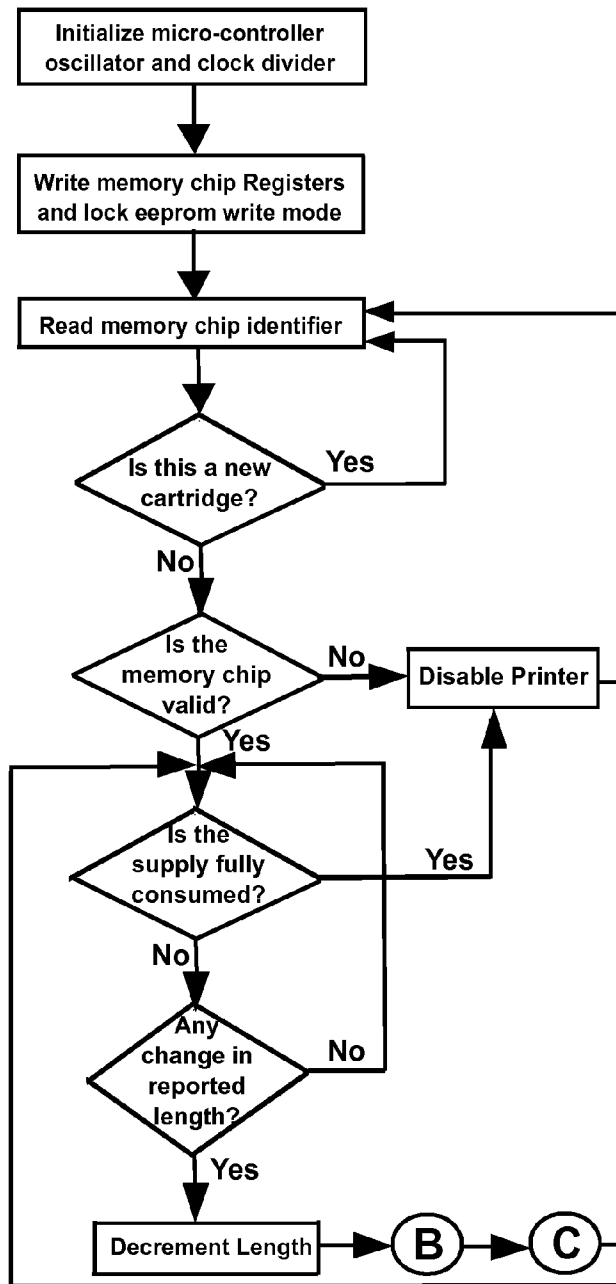 Initialize micro-controller
oscillator and clock divider
Write memory chip Registers
and lock eeprom write mode
Read memory chip identifier
Is this a new
cartridge?
Yes
No
Is the
memory chip
valid?
No
Disable Printer
Yes
Is the
supply fully
consumed?
Yes
No
Any
change in
reported
length?
No
Yes
Decrement Length
B
C